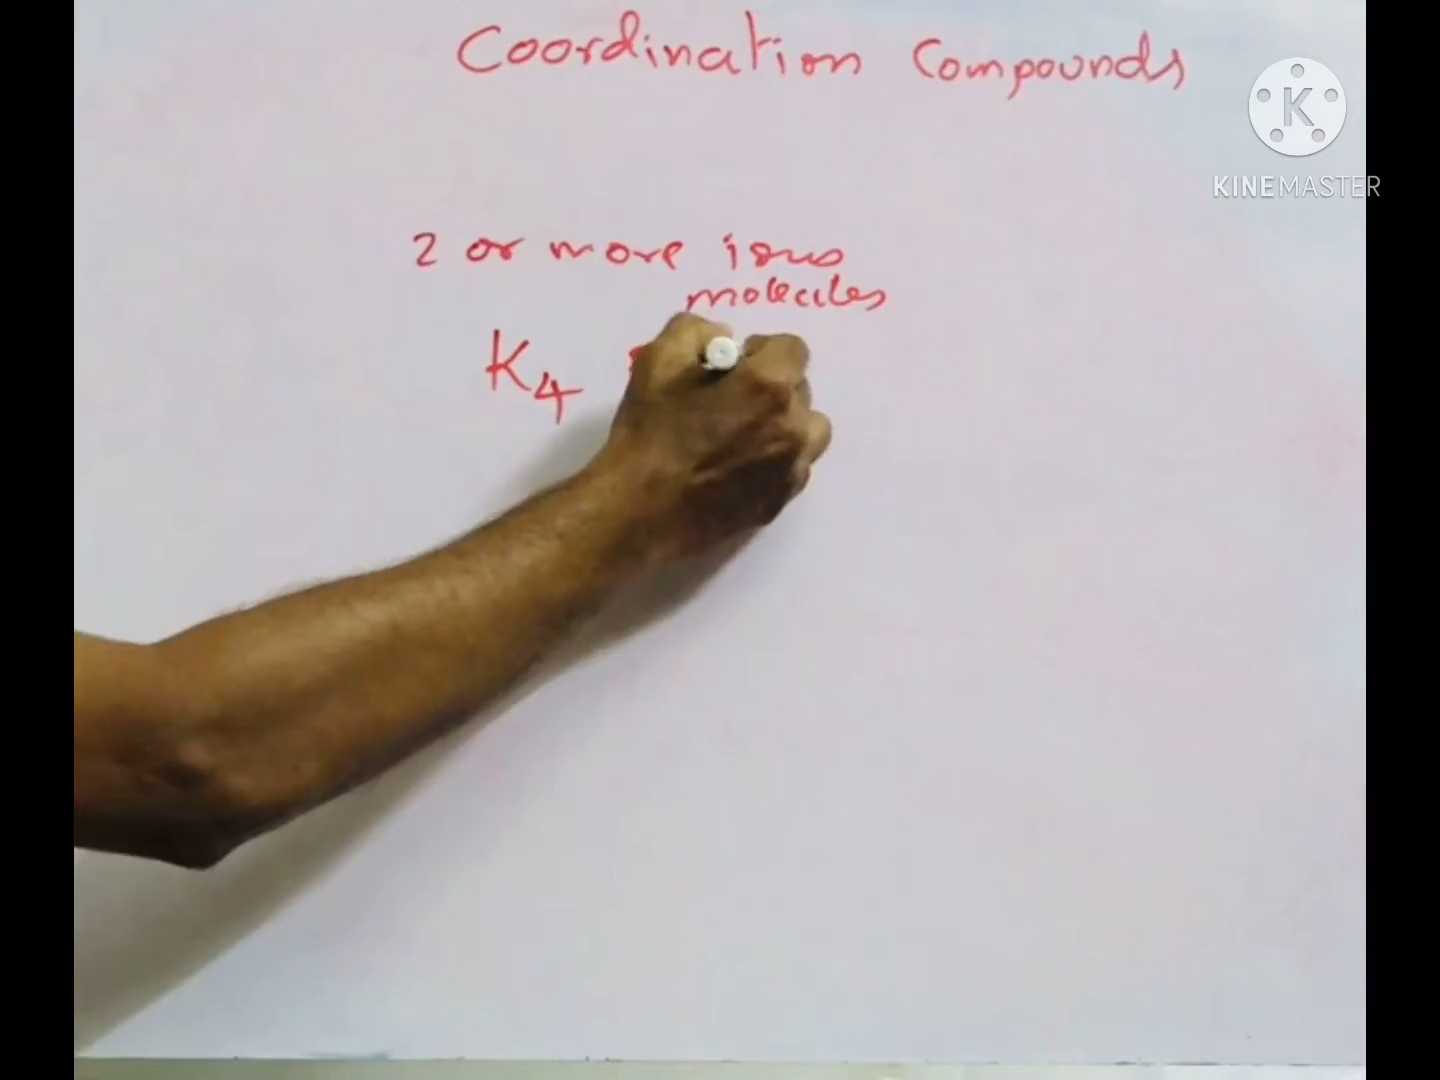 Coordination Compounds
K
KINEMASTER
2 or more ions
molecules
K4